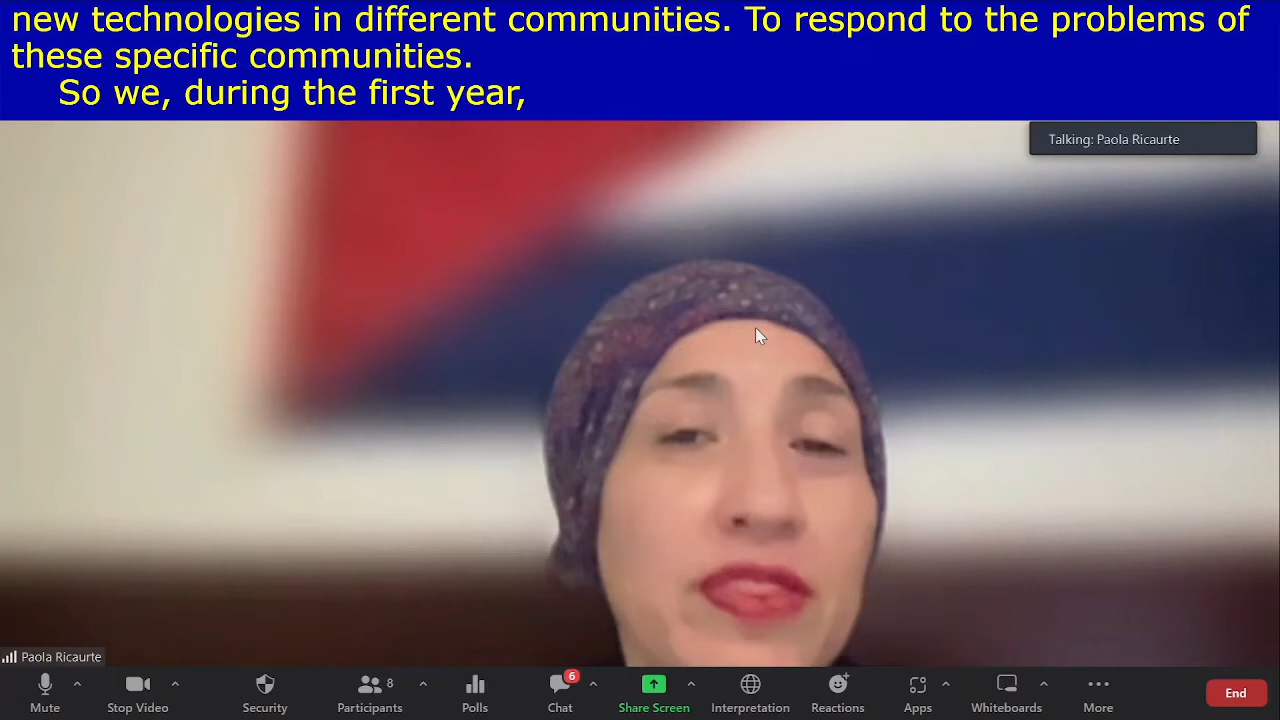 new technologies in different communities. To respond to the problems of
these specific communities.
So we, during the first year,
Talking: Paola Ricaurte
Paola Ricaurte
Mute
Stop Video
Security
8
Participants
Polls
6
Chat
Share Screen
Interpretation
Reactions
Apps
Whiteboards
More
End